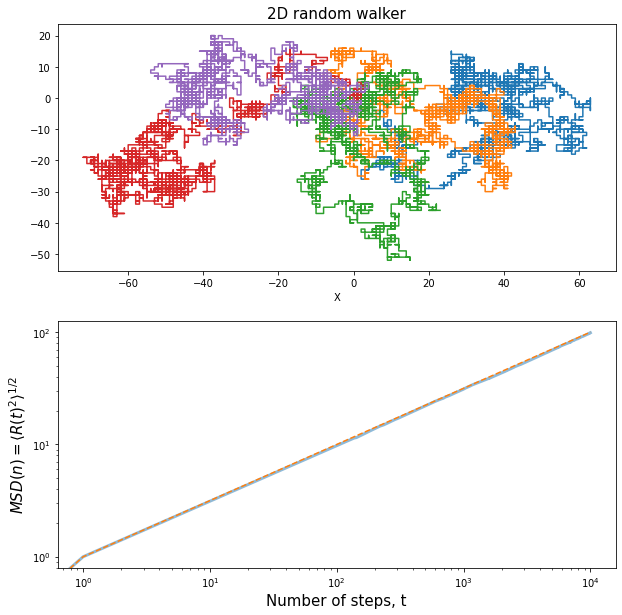 2D random walker
20
10
0
−10
−20
−30
−40
−50
−60 −40 −20 0 20 40 60
X
10²
10¹
10⁰
MSD(n) = ⟨R(t)²⟩^{1/2}
10⁰ 10¹ 10² 10³ 10⁴
Number of steps, t